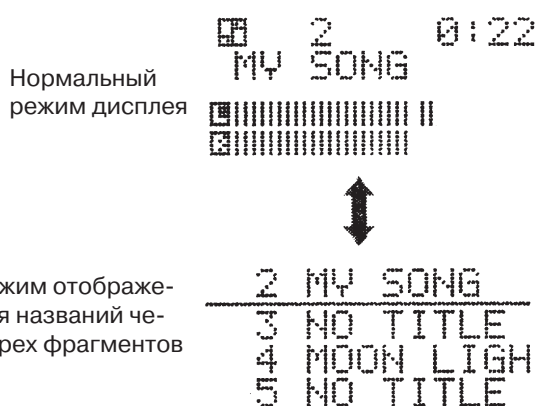 2 0:22
MY SONG
Нормальный
режим дисплея
L
R
2 MY SONG
жим отображе-
я названий че-
рех фрагментов
3 NO TITLE
4 MOON LIGH
5 NO TITLE